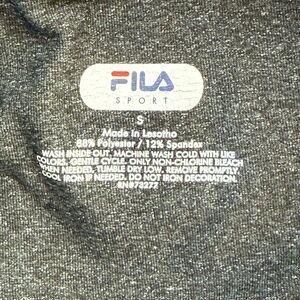 FILA
SPORT
S
Made in Lesotho
88% Polyester / 12% Spandex
WASH INSIDE OUT. MACHINE WASH COLD WITH LIKE
COLORS, GENTLE CYCLE. ONLY NON-CHLORINE BLEACH
WHEN NEEDED. TUMBLE DRY LOW. REMOVE PROMPTLY
COOL IRON IF NEEDED. DO NOT IRON DECORATION.
RN#73277